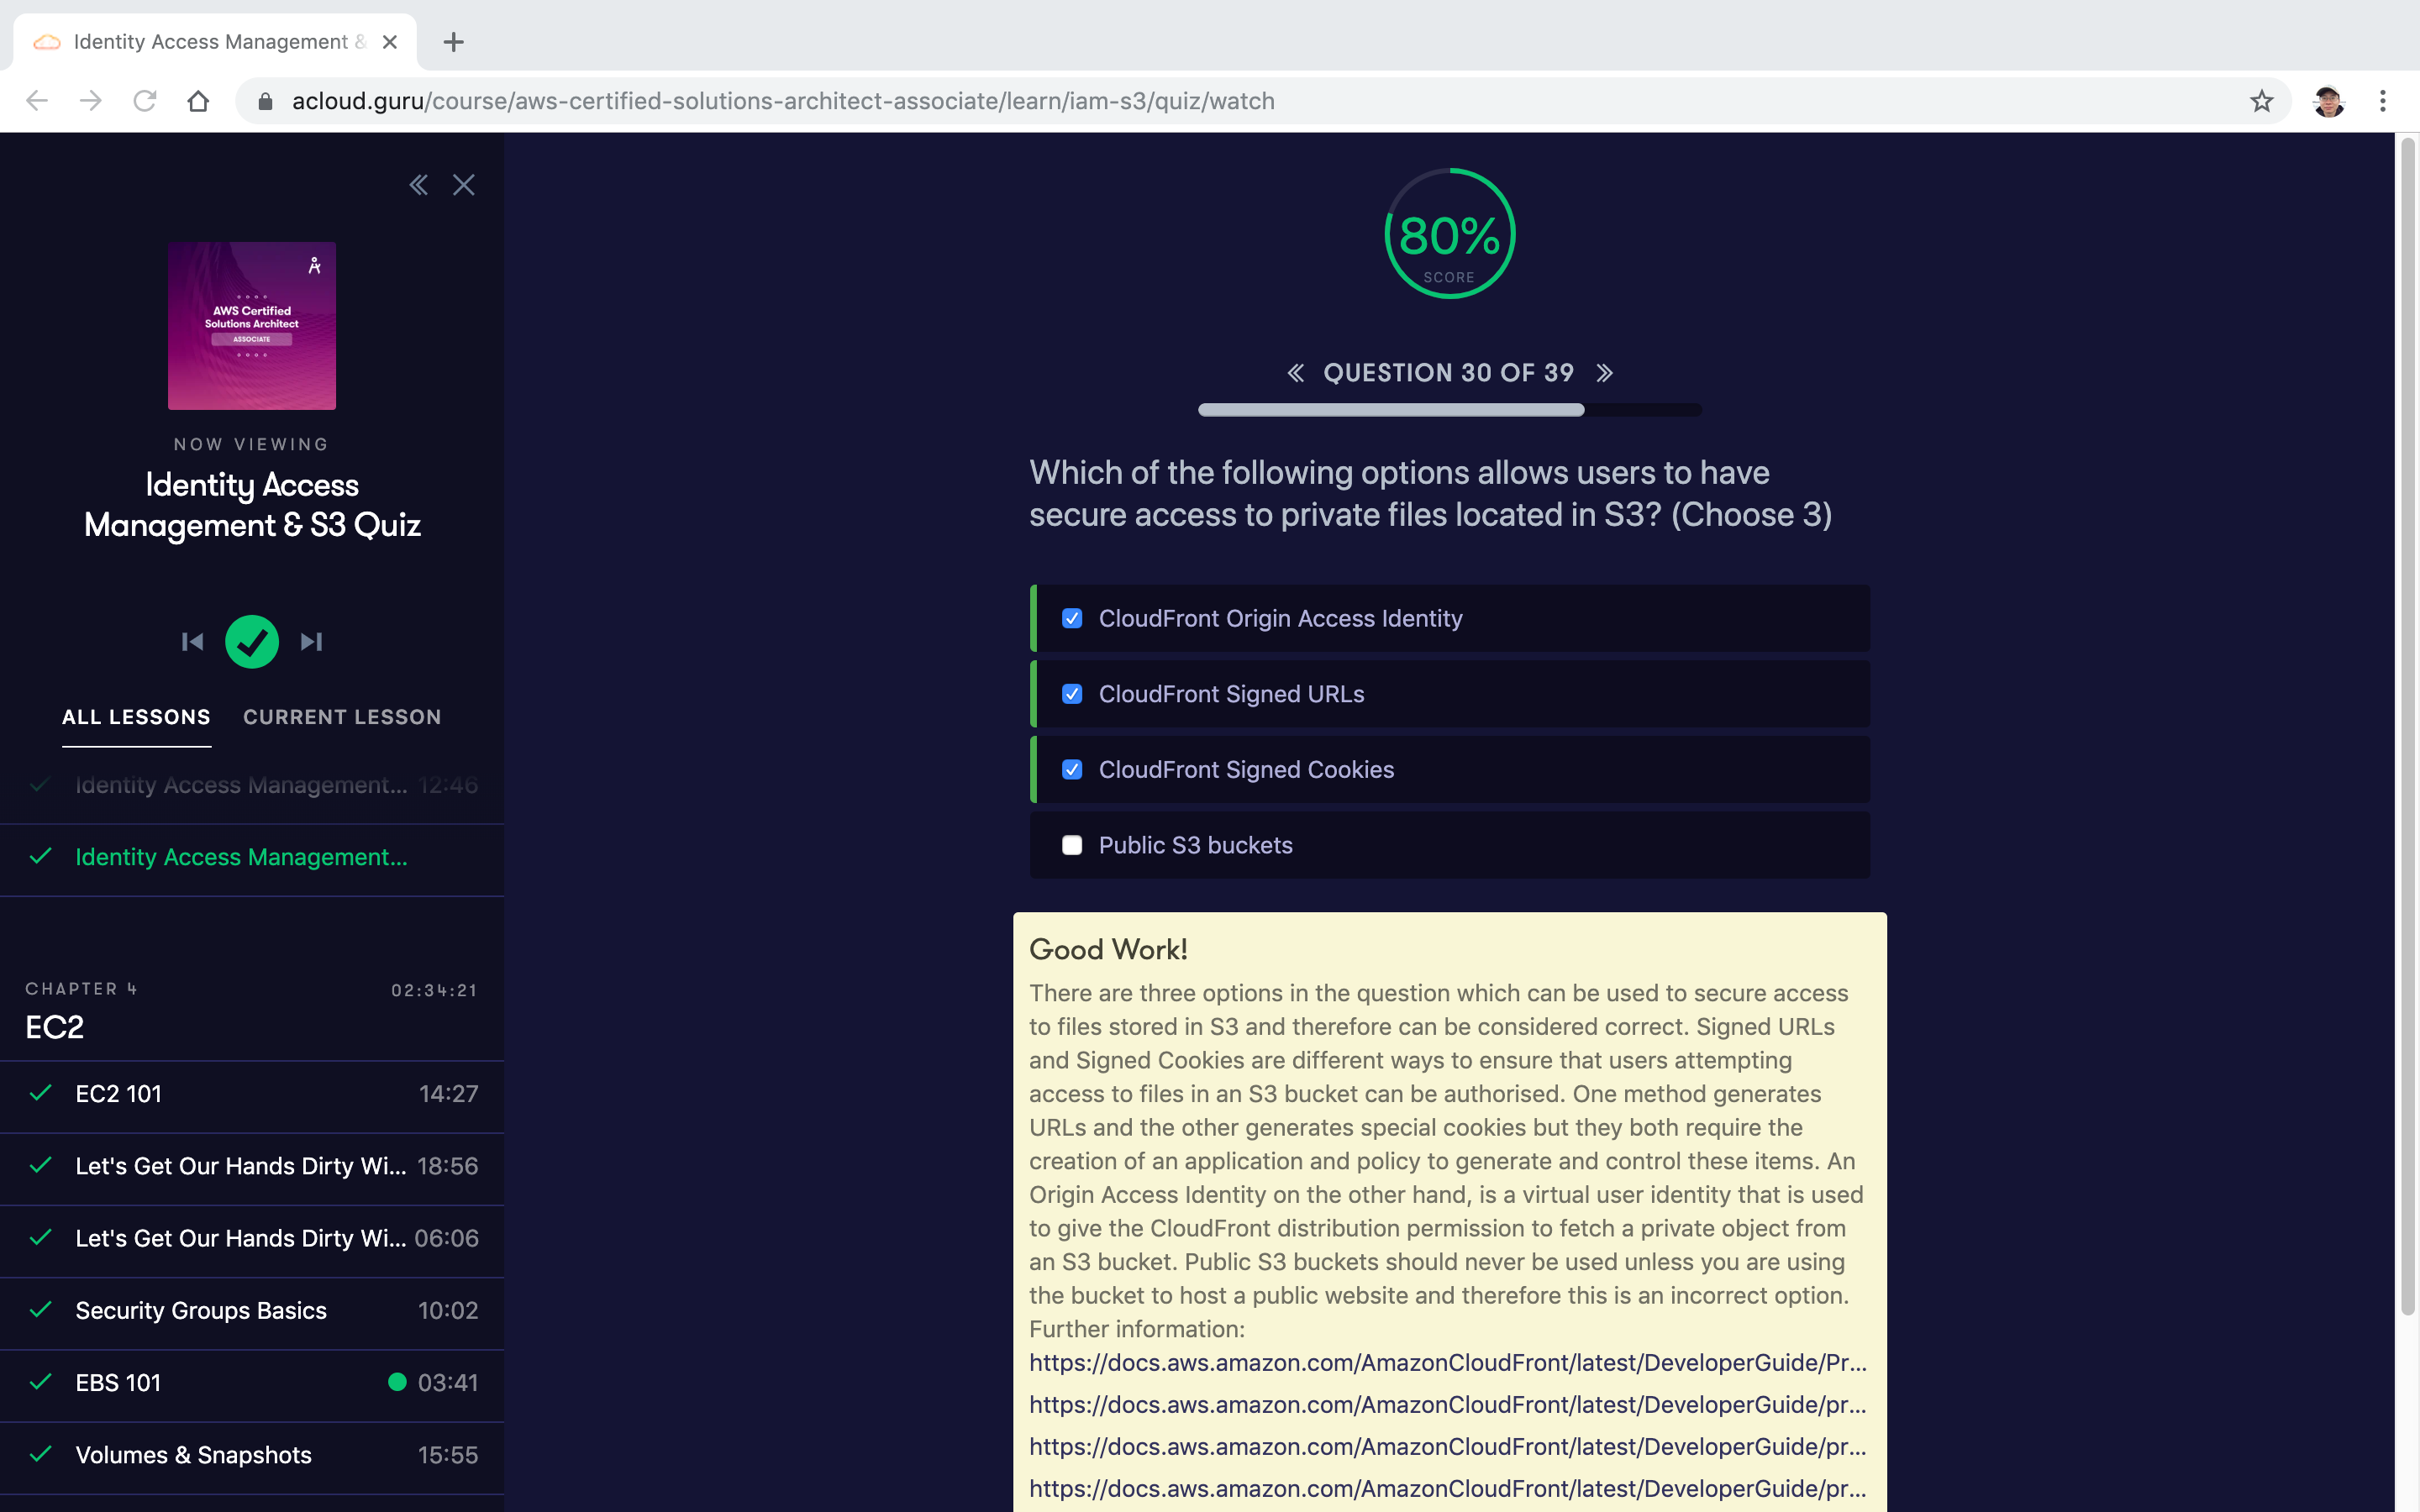 Identity Access Management &
acloud.guru/course/aws-certified-solutions-architect-associate/learn/iam-s3/quiz/watch
AWS Certified
Solutions Architect
ASSOCIATE
NOW VIEWING
Identity Access
Management & S3 Quiz
ALL LESSONS CURRENT LESSON
Identity Access Management... 12:46
Identity Access Management...
CHAPTER 4 02:34:21
EC2
EC2 101 14:27
Let's Get Our Hands Dirty Wi... 18:56
Let's Get Our Hands Dirty Wi... 06:06
Security Groups Basics 10:02
EBS 101 03:41
Volumes & Snapshots 15:55
80%
SCORE
QUESTION 30 OF 39
Which of the following options allows users to have
secure access to private files located in S3? (Choose 3)
CloudFront Origin Access Identity
CloudFront Signed URLs
CloudFront Signed Cookies
Public S3 buckets
Good Work!
There are three options in the question which can be used to secure access
to files stored in S3 and therefore can be considered correct. Signed URLs
and Signed Cookies are different ways to ensure that users attempting
access to files in an S3 bucket can be authorised. One method generates
URLs and the other generates special cookies but they both require the
creation of an application and policy to generate and control these items. An
Origin Access Identity on the other hand, is a virtual user identity that is used
to give the CloudFront distribution permission to fetch a private object from
an S3 bucket. Public S3 buckets should never be used unless you are using
the bucket to host a public website and therefore this is an incorrect option.
Further information:
https://docs.aws.amazon.com/AmazonCloudFront/latest/DeveloperGuide/Pr...
https://docs.aws.amazon.com/AmazonCloudFront/latest/DeveloperGuide/pr...
https://docs.aws.amazon.com/AmazonCloudFront/latest/DeveloperGuide/pr...
https://docs.aws.amazon.com/AmazonCloudFront/latest/DeveloperGuide/pr...